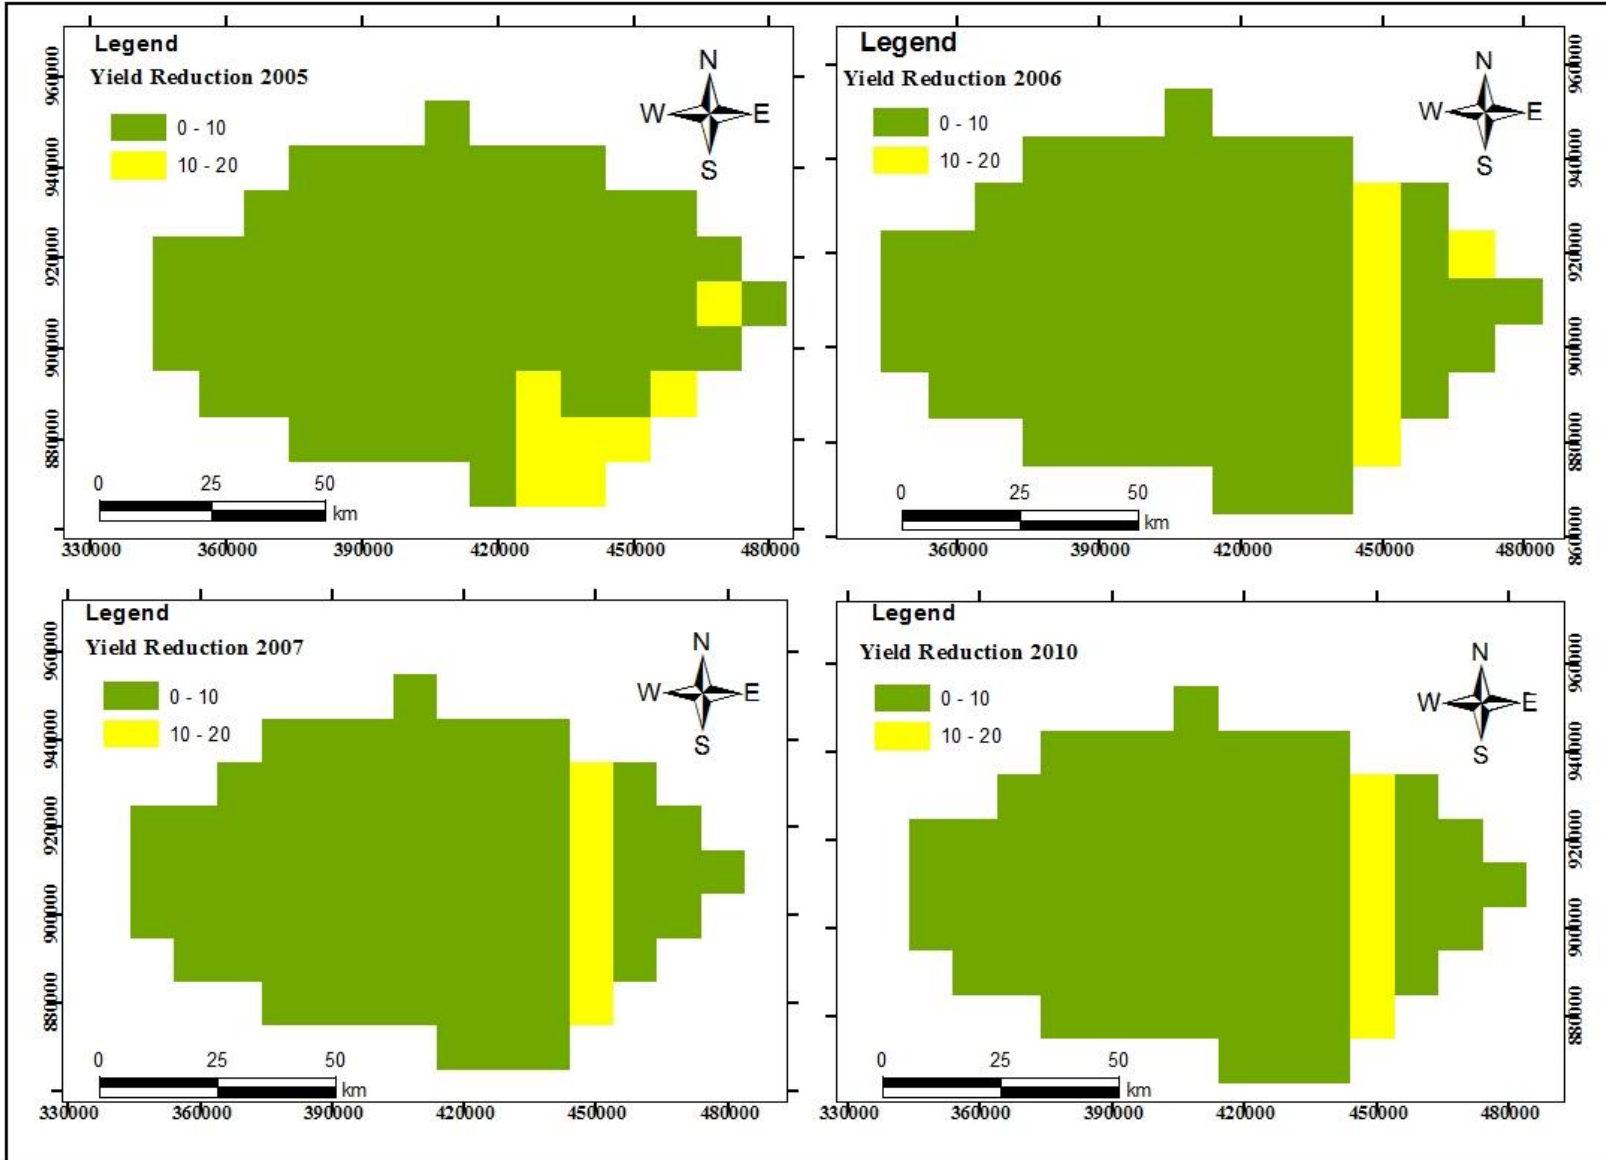 Legend
Yield Reduction 2005
0 - 10
10 - 20
N
W E
S
960000
940000
920000
900000
880000
0 25 50
km
330000 360000 390000 420000 450000 480000
Legend
Yield Reduction 2006
0 - 10
10 - 20
N
W E
S
960000
940000
920000
900000
880000
860000
0 25 50
km
360000 390000 420000 450000 480000
Legend
Yield Reduction 2007
0 - 10
10 - 20
N
W E
S
960000
940000
920000
900000
880000
0 25 50
km
330000 360000 390000 420000 450000 480000
Legend
Yield Reduction 2010
0 - 10
10 - 20
N
W E
S
960000
940000
920000
900000
880000
0 25 50
km
330000 360000 390000 420000 450000 480000